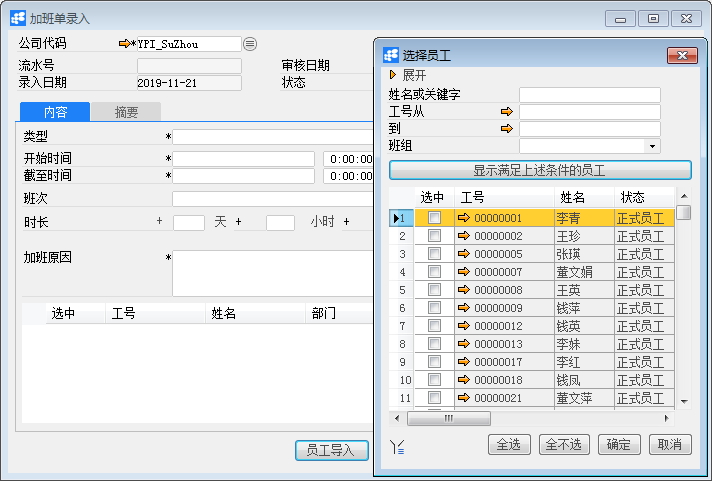 加班单录入
公司代码 *YPI_SuZhou
流水号 审核日期
录入日期 2019-11-21 状态
内容 摘要
类型 *
开始时间 * 0:00:00
截至时间 * 0:00:00
班次
时长 + 天 + 小时 +
加班原因 *
选中 工号 姓名 部门
员工导入
选择员工
展开
姓名或关键字
工号从
到
班组
显示满足上述条件的员工
选中 工号 姓名 状态
1 00000001 李青 正式员工
2 00000002 王珍 正式员工
3 00000005 张瑛 正式员工
4 00000007 董文娟 正式员工
5 00000008 王英 正式员工
6 00000009 钱萍 正式员工
7 00000012 钱英 正式员工
8 00000013 李妹 正式员工
9 00000017 李红 正式员工
10 00000018 钱凤 正式员工
11 00000021 董文萍 正式员工
全选 全不选 确定 取消